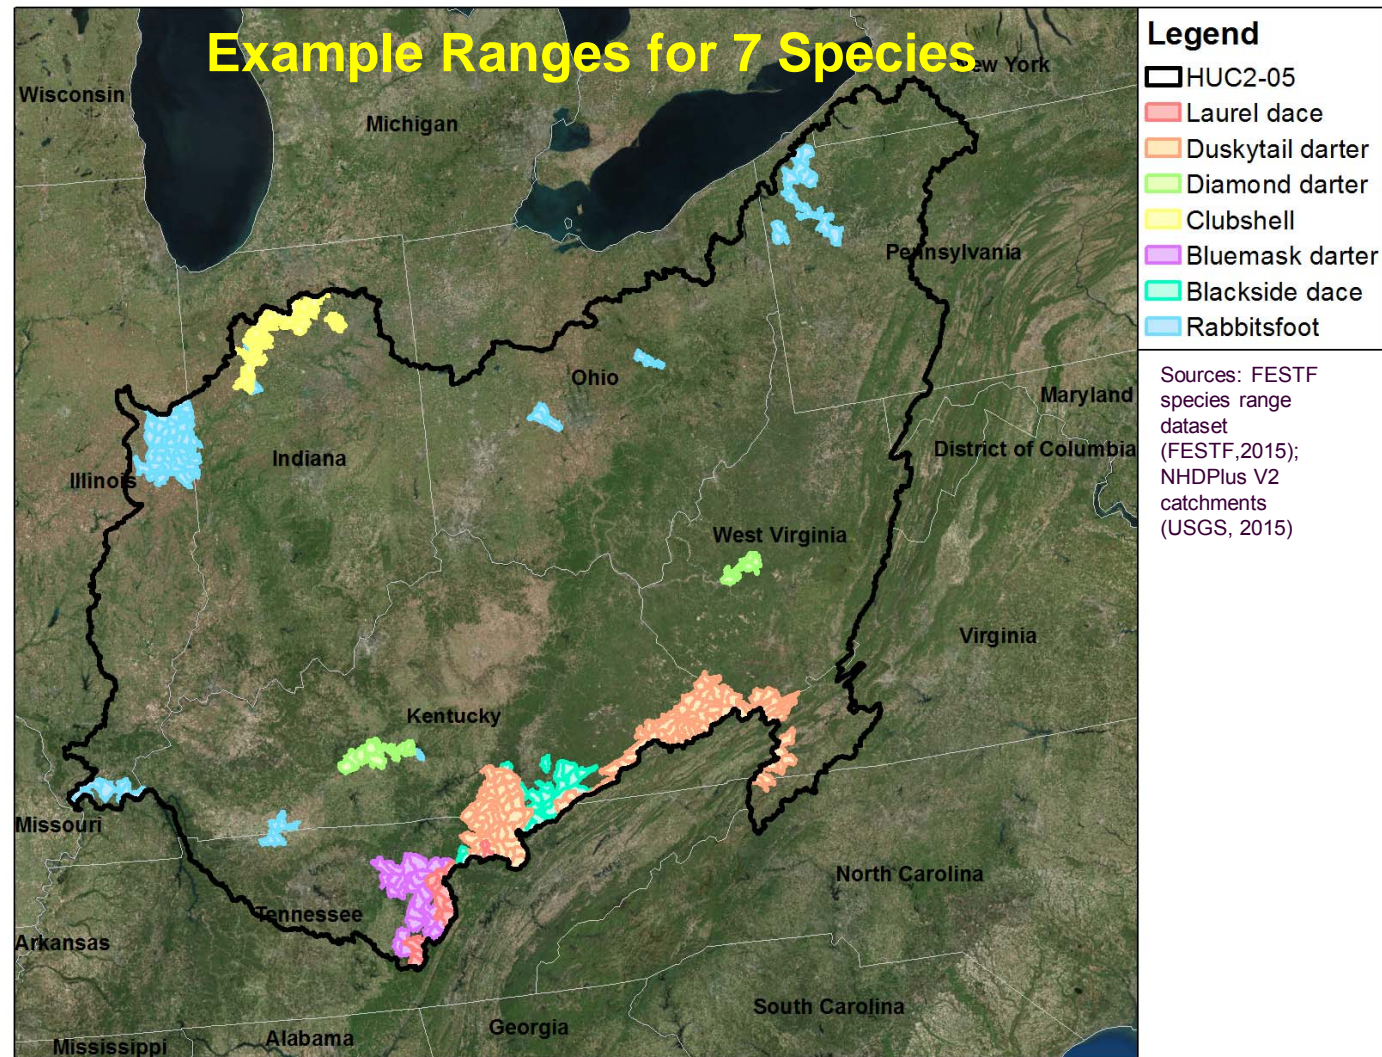 Example Ranges for 7 Species
New York
Wisconsin
Michigan
Pennsylvania
Ohio
Maryland
Indiana
District of Columbia
Illinois
West Virginia
Virginia
Kentucky
Missouri
North Carolina
Tennessee
Arkansas
South Carolina
Georgia
Alabama
Mississippi
Legend
HUC2-05
Laurel dace
Duskytail darter
Diamond darter
Clubshell
Bluemask darter
Blackside dace
Rabbitsfoot
Sources: FESTF
species range
dataset
(FESTF,2015);
NHDPlus V2
catchments
(USGS, 2015)